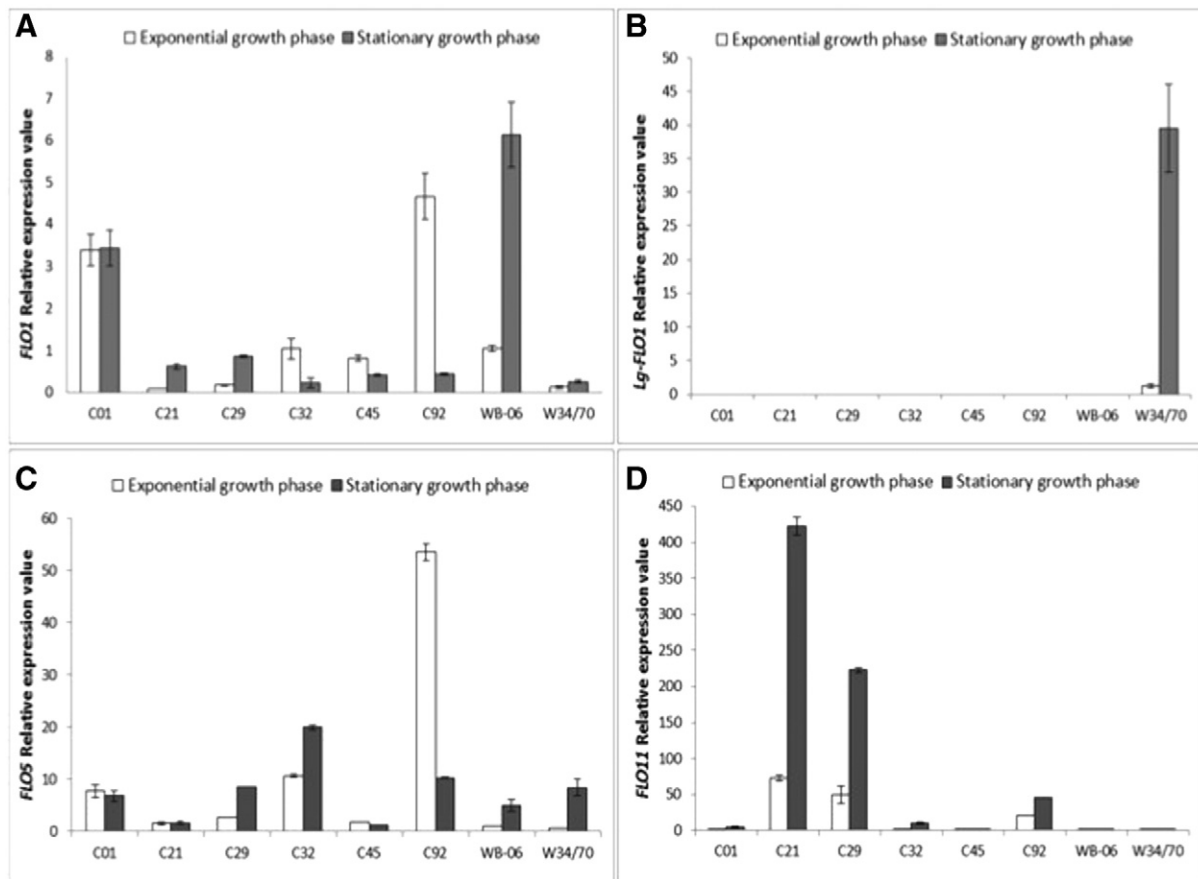 A
Exponential growth phase Stationary growth phase
FLO1 Relative expression value
8
7
6
5
4
3
2
1
0
C01 C21 C29 C32 C45 C92 WB-06 W34/70
B
Exponential growth phase Stationary growth phase
Lg-FLO1 Relative expression value
50
45
40
35
30
25
20
15
10
5
0
C01 C21 C29 C32 C45 C92 WB-06 W34/70
C
Exponential growth phase Stationary growth phase
FLO5 Relative expression value
60
50
40
30
20
10
0
C01 C21 C29 C32 C45 C92 WB-06 W34/70
D
Exponential growth phase Stationary growth phase
FLO11 Relative expression value
450
400
350
300
250
200
150
100
50
0
C01 C21 C29 C32 C45 C92 WB-06 W34/70